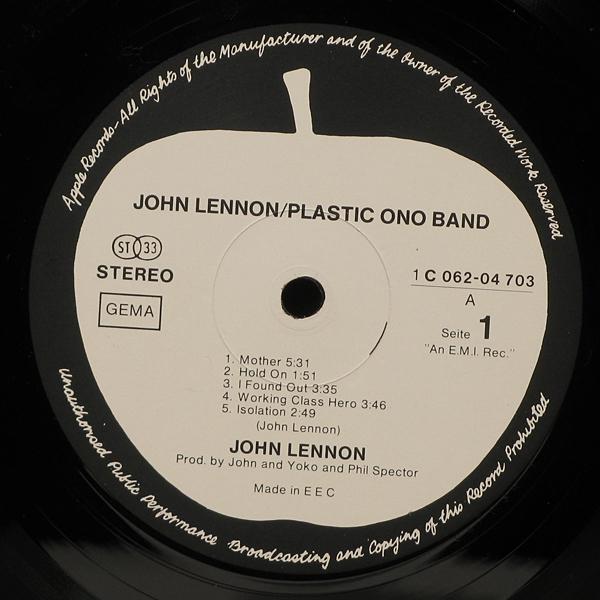 Apple Records-All Rights of the Manufacturer and of the Owner of the Recorded Work Reserved
JOHN LENNON/PLASTIC ONO BAND
ST 33
STEREO
GEMA
1 C 062-04 703
A
Seite 1
"An E.M.I. Rec."
1. Mother 5:31
2. Hold On 1:51
3. I Found Out 3:35
4. Working Class Hero 3:46
5. Isolation 2:49
(John Lennon)
JOHN LENNON
Prod. by John and Yoko and Phil Spector
Made in E E C
Unauthorised Public Performance Broadcasting and Copying of this Record Prohibited